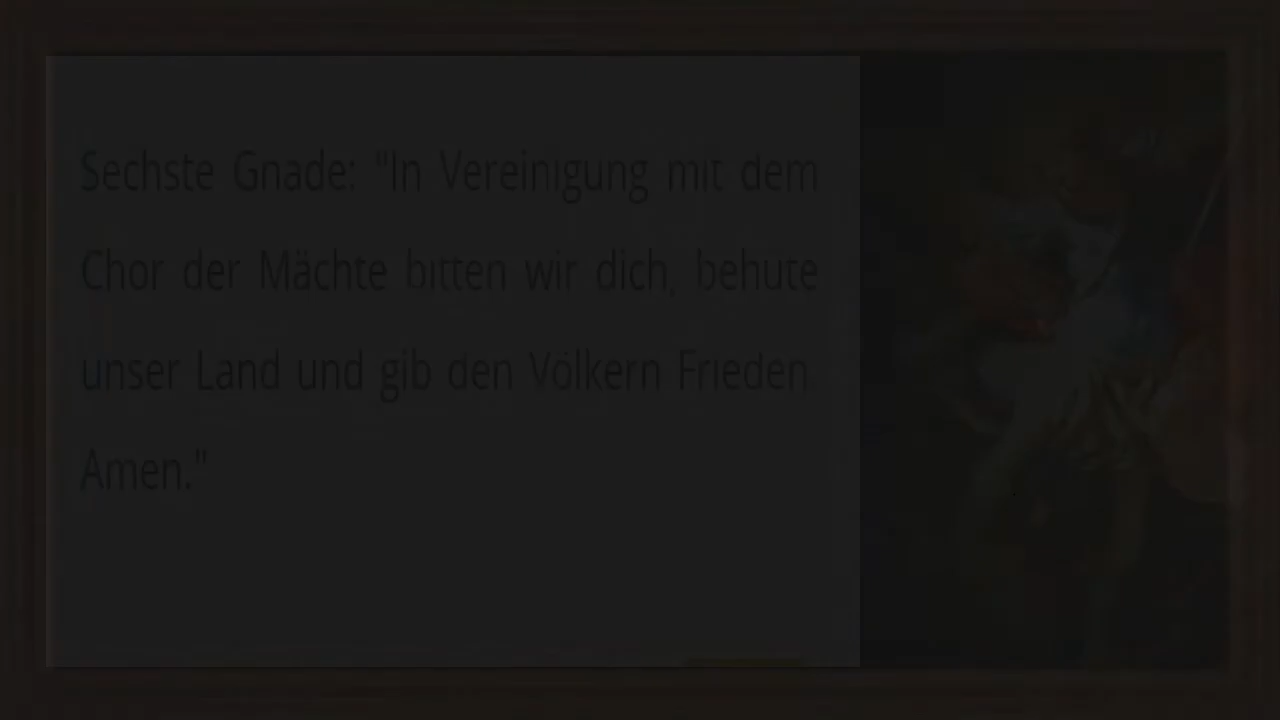 Sechste Gnade: "In Vereinigung mit dem
Chor der Mächte bitten wir dich, behüte
unser Land und gib den Völkern Frieden.
Amen."